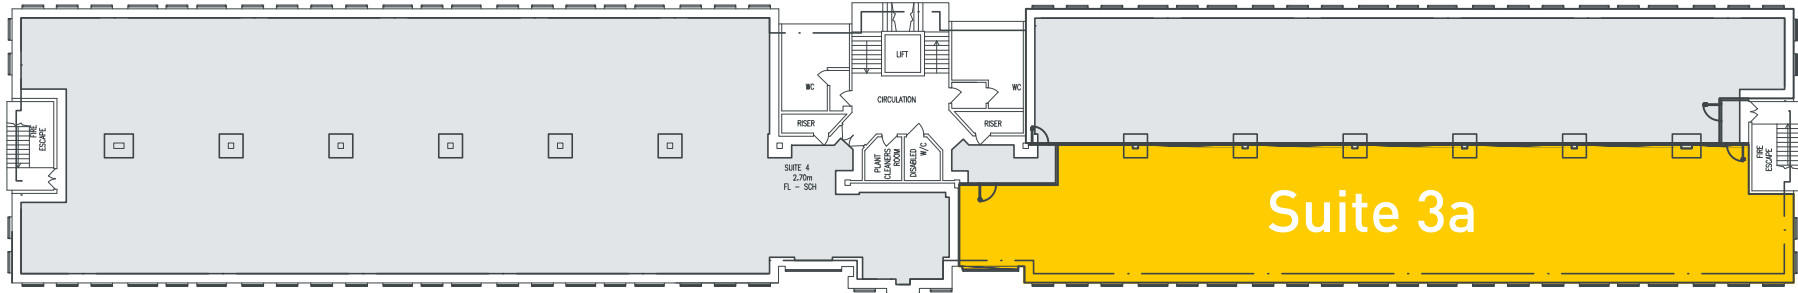 LIFT
WC
WC
CIRCULATION
RISER
RISER
FIRE
ESCAPE
PLANT
CLEANERS
ROOM
DISABLED
W/C
FIRE
ESCAPE
SUITE 4
2.70m
FL - SCH
Suite 3a